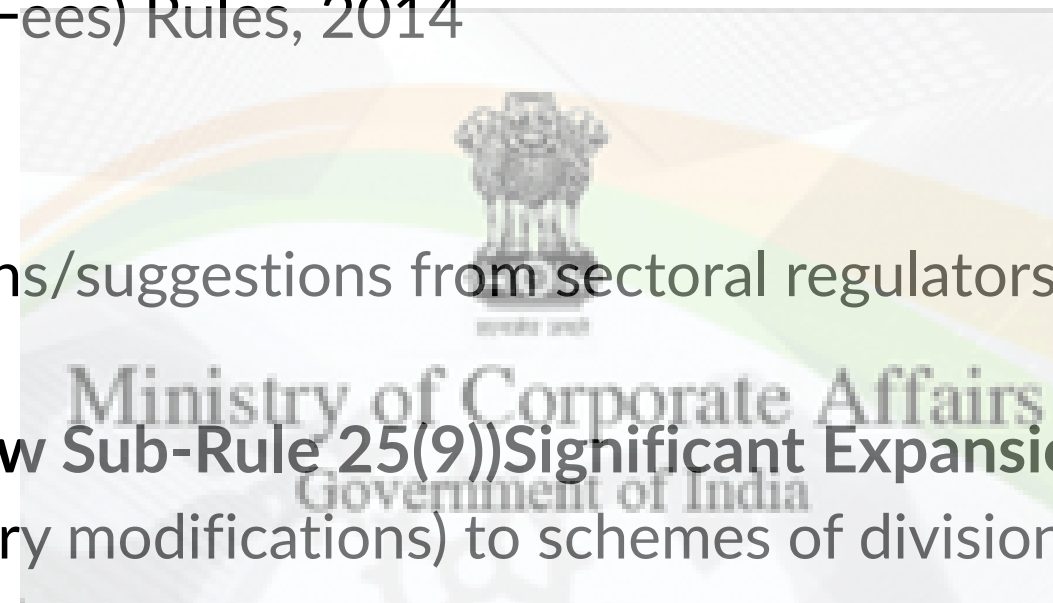 ees) Rules, 2014
ns/suggestions from sectoral regulators
Ministry of Corporate Affairs
w Sub-Rule 25(9))Significant Expansi
Government of India
ry modifications) to schemes of division